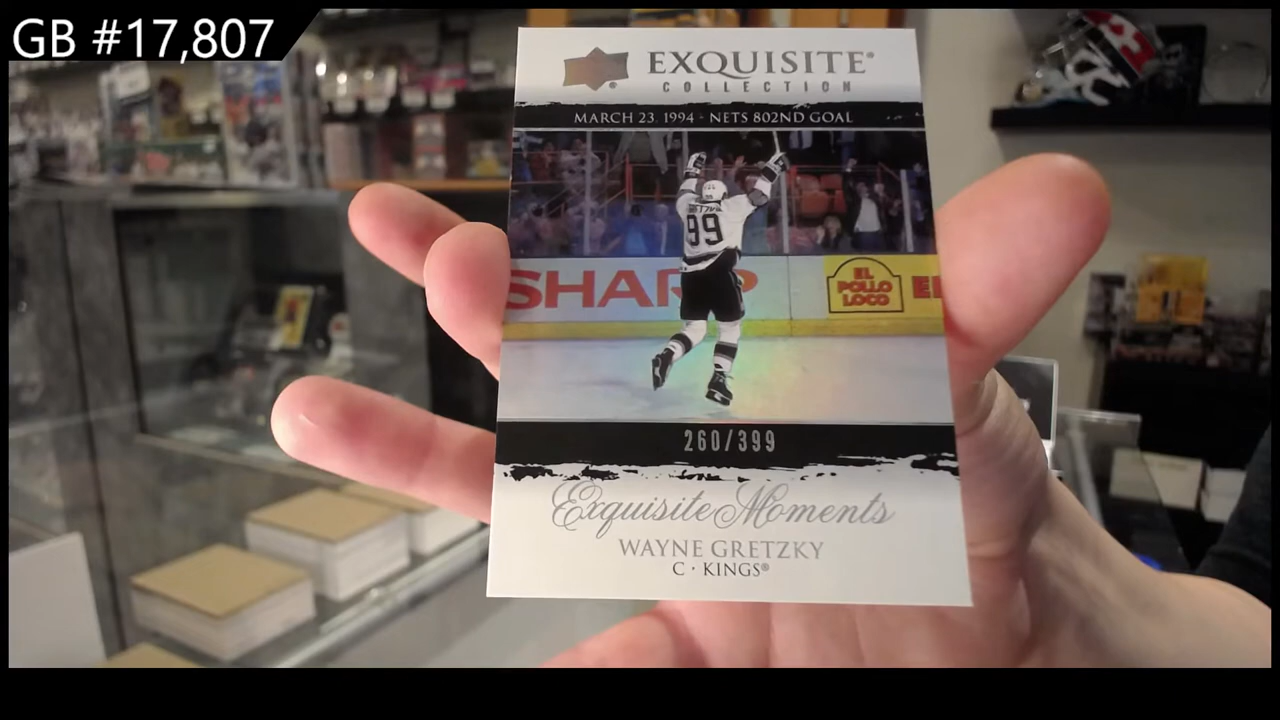 GB #17,807
EXQUISITE®
COLLECTION
MARCH 23, 1994 · NETS 802ND GOAL
99
SHARP
EL
POLLO
LOCO
260/399
Exquisite Moments
WAYNE GRETZKY
C · KINGS®